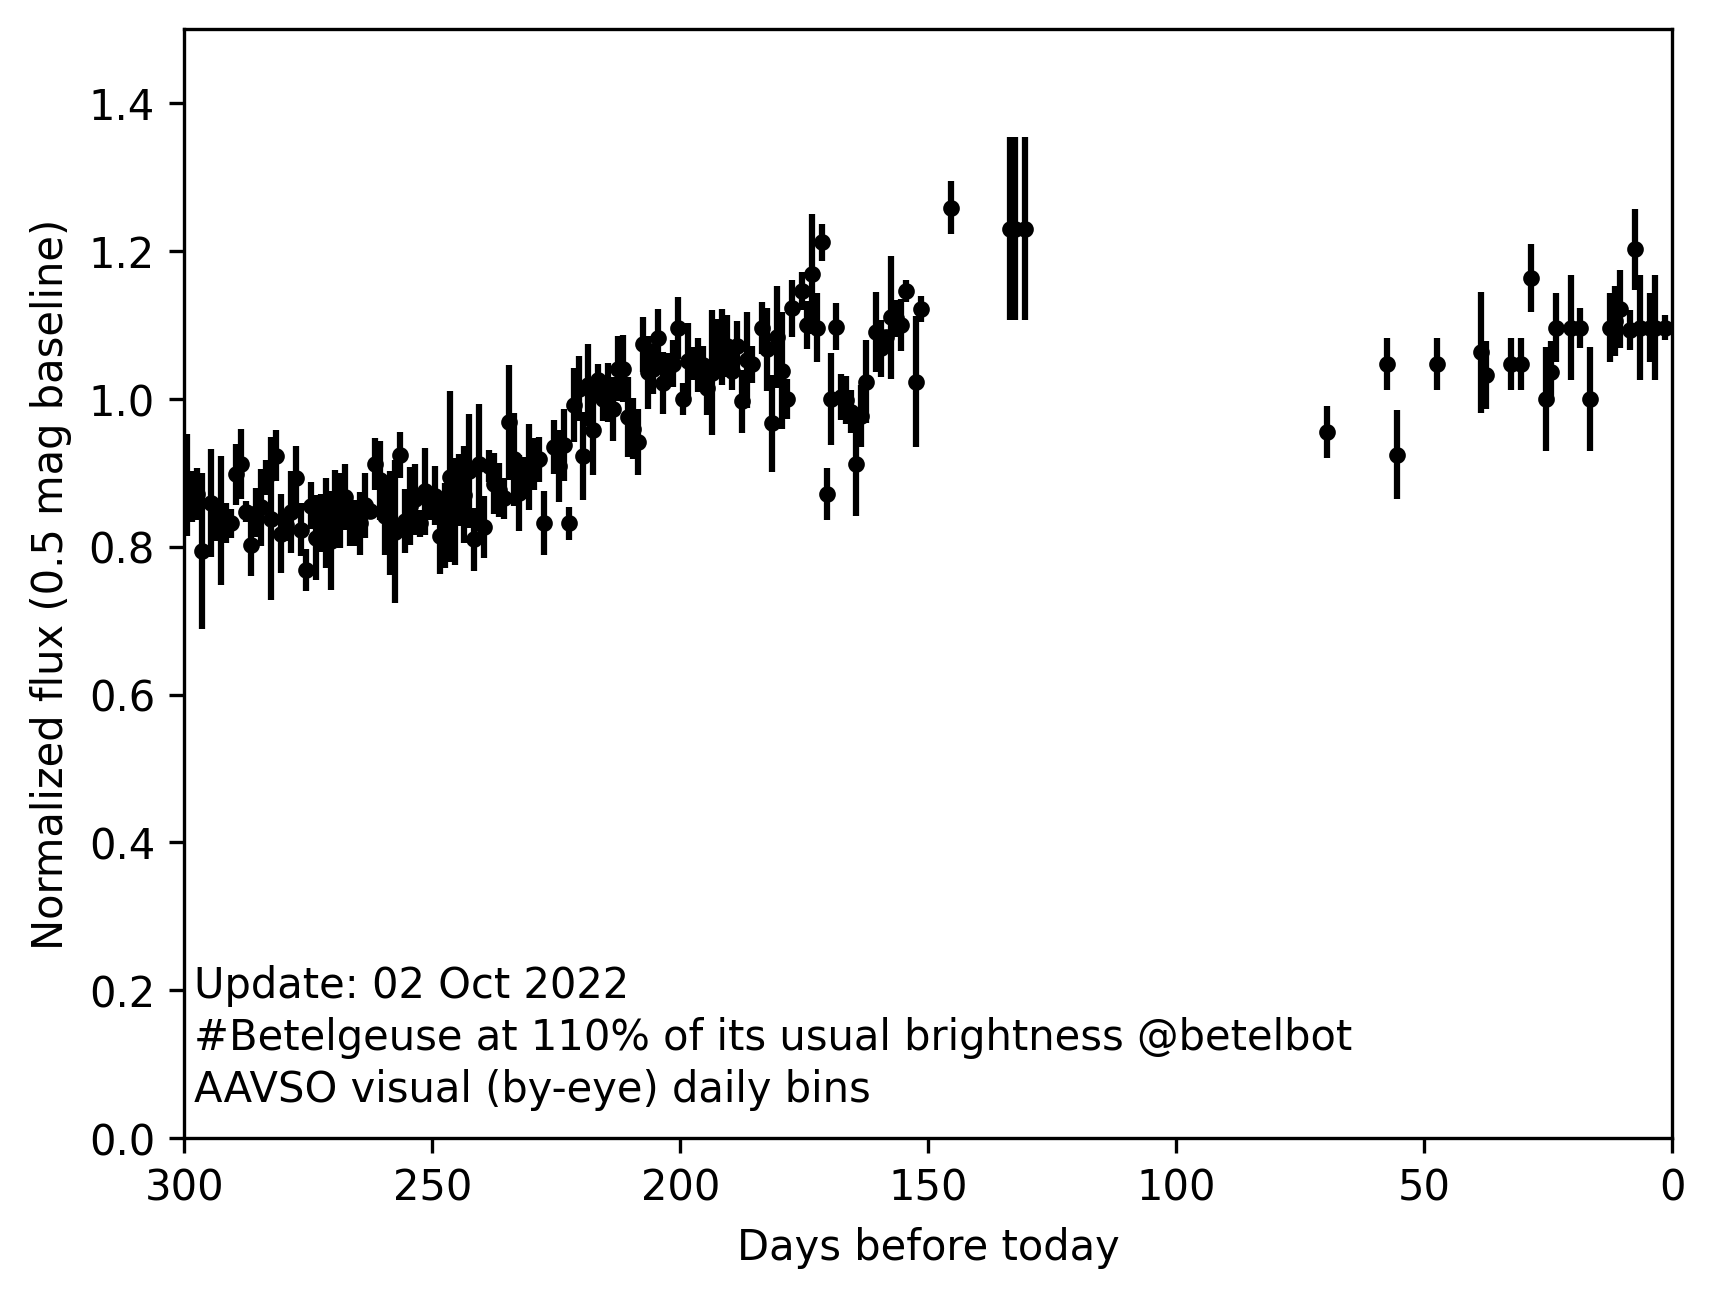 1.4
1.2
1.0
0.8
0.6
0.4
0.2
0.0
Normalized flux (0.5 mag baseline)
Update: 02 Oct 2022
#Betelgeuse at 110% of its usual brightness @betelbot
AAVSO visual (by-eye) daily bins
300 250 200 150 100 50 0
Days before today